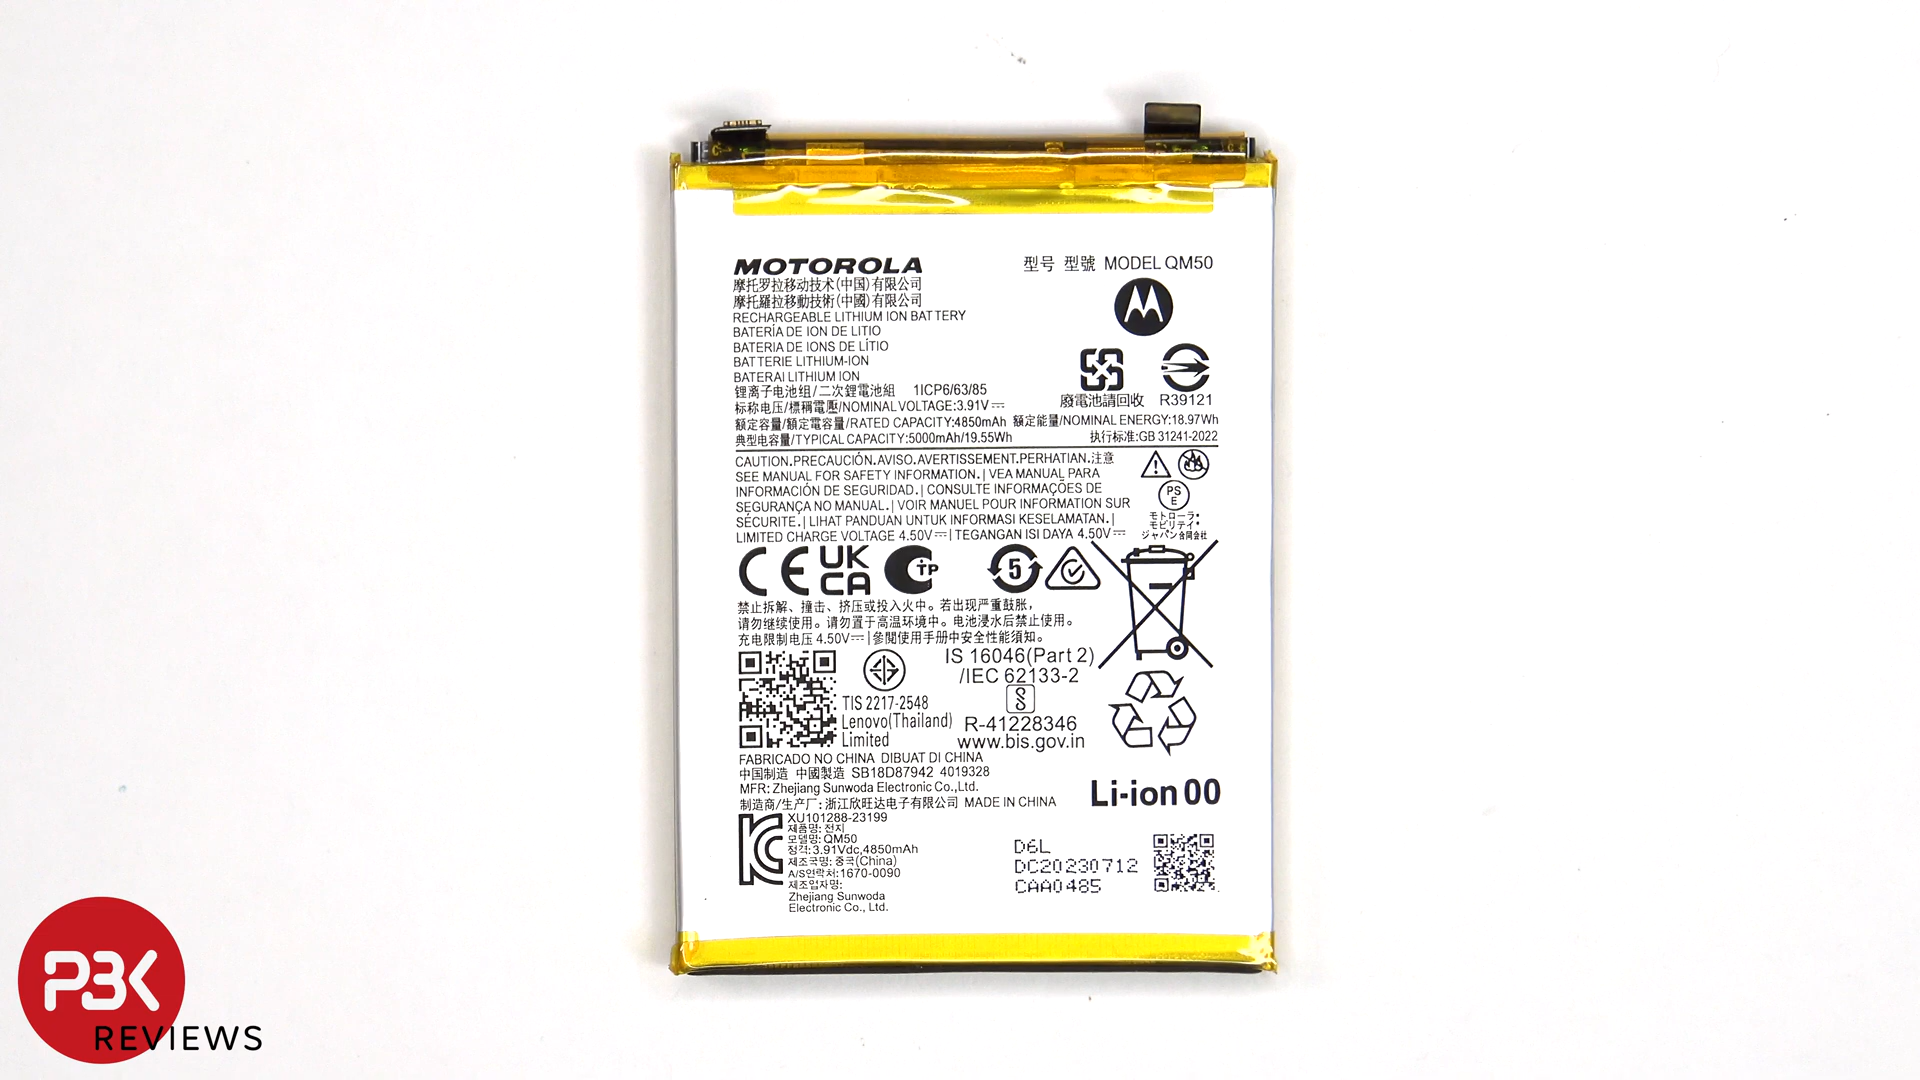 MOTOROLA
型号 型號 MODEL QM50
摩托罗拉移动技术(中国)有限公司
摩托羅拉移動技術(中國)有限公司
RECHARGEABLE LITHIUM ION BATTERY
BATERÍA DE ION DE LITIO
BATERIA DE IONS DE LÍTIO
BATTERIE LITHIUM-ION
BATERAI LITHIUM ION
锂离子电池组/二次鋰電池組 1ICP6/63/85
廢電池請回收 R39121
标称电压/標稱電壓/NOMINAL VOLTAGE:3.91V⎓
额定容量/額定電容量/RATED CAPACITY:4850mAh 額定能量/NOMINAL ENERGY:18.97Wh
典型电容量/TYPICAL CAPACITY:5000mAh/19.55Wh 执行标准:GB 31241-2022
CAUTION.PRECAUCIÓN.AVISO.AVERTISSEMENT.PERHATIAN.注意
SEE MANUAL FOR SAFETY INFORMATION. | VEA MANUAL PARA
INFORMACIÓN DE SEGURIDAD. | CONSULTE INFORMAÇÕES DE
SEGURANÇA NO MANUAL. | VOIR MANUEL POUR INFORMATION SUR
SÉCURITE. | LIHAT PANDUAN UNTUK INFORMASI KESELAMATAN. |
LIMITED CHARGE VOLTAGE 4.50V⎓ | TEGANGAN ISI DAYA 4.50V⎓
PS
E
モトローラ・
モビリティ・
ジャパン合同会社
CE UK
CA
TP
5
禁止拆解、撞击、挤压或投入火中。若出现严重鼓胀，
请勿继续使用。请勿置于高温环境中。电池浸水后禁止使用。
充电限制电压 4.50V⎓ | 參閱使用手册中安全性能須知。
IS 16046(Part 2)
/IEC 62133-2
R-41228346
www.bis.gov.in
TIS 2217-2548
Lenovo(Thailand)
Limited
FABRICADO NO CHINA DIBUAT DI CHINA
中国制造 中國製造 SB18D87942 4019328
MFR: Zhejiang Sunwoda Electronic Co.,Ltd.
制造商/生产厂: 浙江欣旺达电子有限公司 MADE IN CHINA
Li-ion 00
XU101288-23199
제품명: 전지
모델명: QM50
정격: 3.91Vdc,4850mAh
제조국명: 중국(China)
A/S연락처: 1670-0090
제조업자명:
Zhejiang Sunwoda
Electronic Co., Ltd.
D6L
DC20230712
CAA0485
PBK
REVIEWS